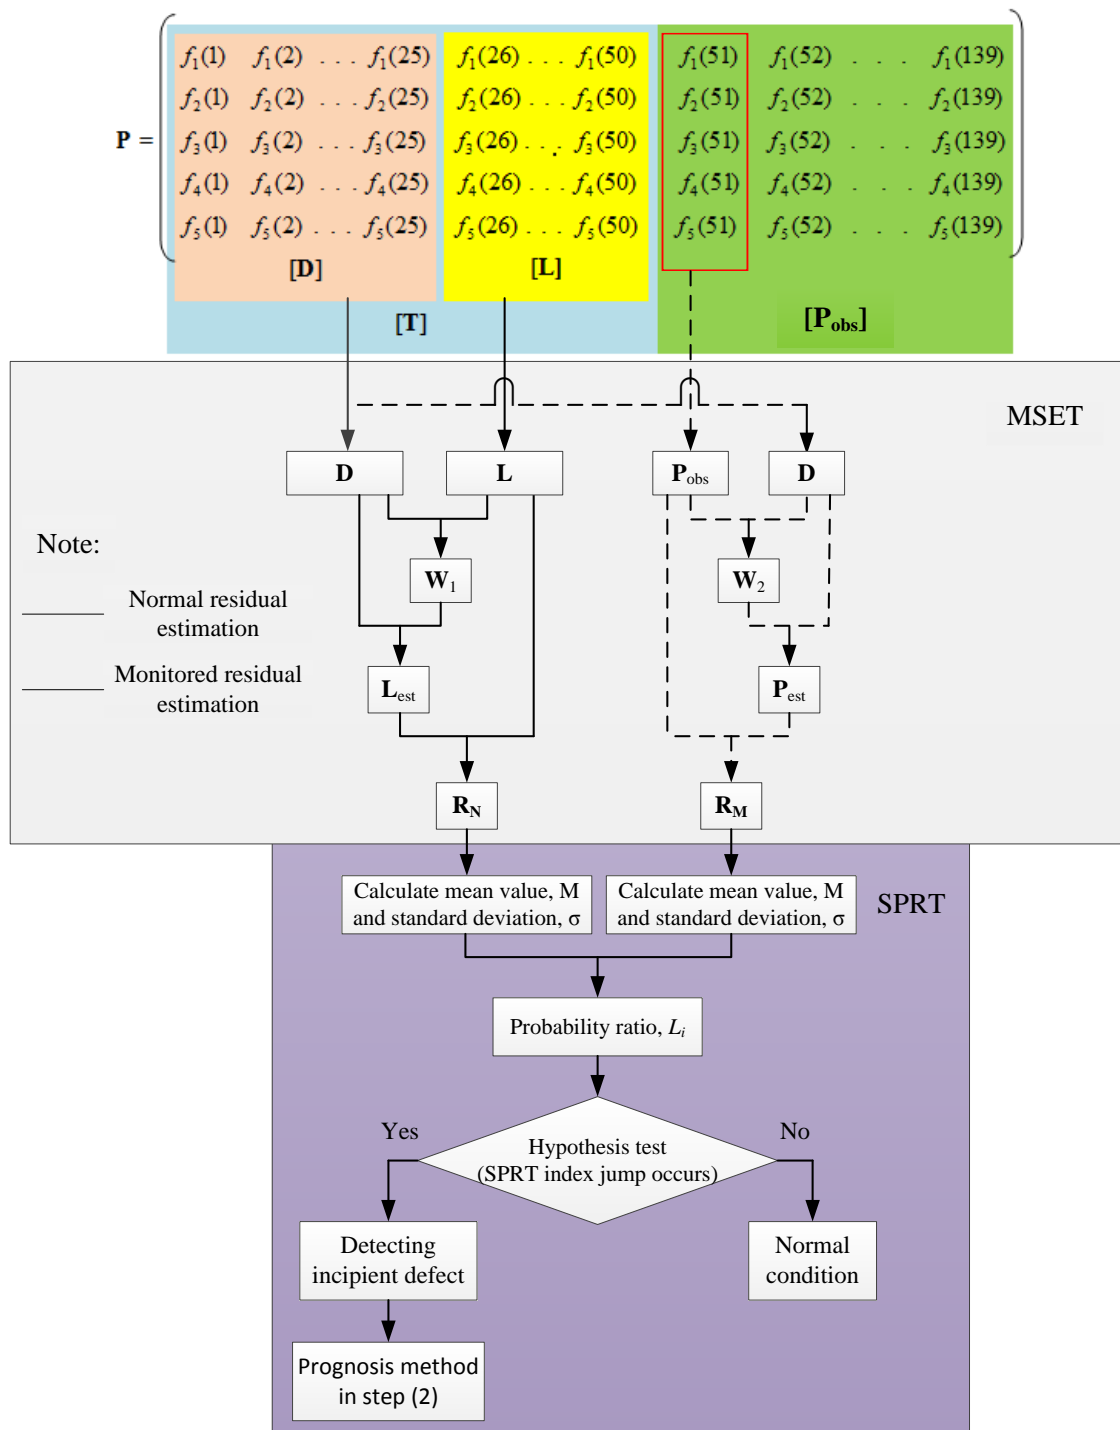 f₁(1) f₁(2) . . . f₁(25) f₁(26) . . . f₁(50) f₁(51) f₁(52) . . . f₁(139)
f₂(1) f₂(2) . . . f₂(25) f₂(26) . . . f₂(50) f₂(51) f₂(52) . . . f₂(139)
P = f₃(1) f₃(2) . . . f₃(25) f₃(26) . . . f₃(50) f₃(51) f₃(52) . . . f₃(139)
f₄(1) f₄(2) . . . f₄(25) f₄(26) . . . f₄(50) f₄(51) f₄(52) . . . f₄(139)
f₅(1) f₅(2) . . . f₅(25) f₅(26) . . . f₅(50) f₅(51) f₅(52) . . . f₅(139)
[D] [L]
[T] [Pobs]
MSET
D L Pobs D
Note:
W₁ W₂
Normal residual
estimation
Monitored residual
estimation
Lest Pest
RN RM
SPRT
Calculate mean value, M
and standard deviation, σ
Calculate mean value, M
and standard deviation, σ
Probability ratio, Li
Yes No
Hypothesis test
(SPRT index jump occurs)
Detecting
incipient defect
Normal
condition
Prognosis method
in step (2)